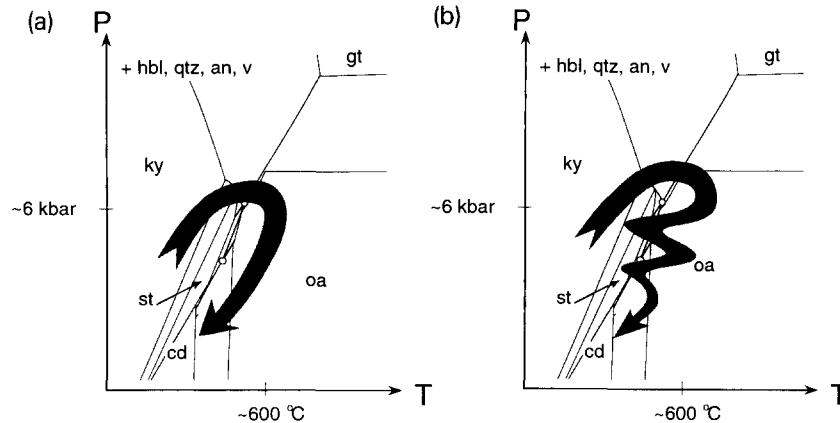 (a)
P
+ hbl, qtz, an, v
gt
ky
~6 kbar
st
oa
cd
T
~600 °C
(b)
P
+ hbl, qtz, an, v
gt
ky
~6 kbar
st
oa
cd
T
~600 °C